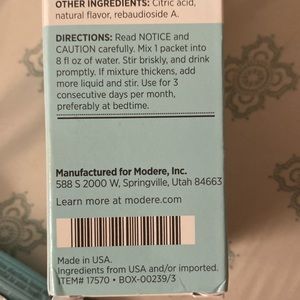 OTHER INGREDIENTS: Citric acid,
natural flavor, rebaudioside A.
DIRECTIONS: Read NOTICE and
CAUTION carefully. Mix 1 packet into
8 fl oz of water. Stir briskly, and drink
promptly. If mixture thickens, add
more liquid and stir. Use for 3
consecutive days per month,
preferably at bedtime.
Manufactured for Modere, Inc.
588 S 2000 W, Springville, Utah 84663
Learn more at modere.com
Made in USA.
Ingredients from USA and/or imported.
ITEM# 17570 • BOX-00239/3